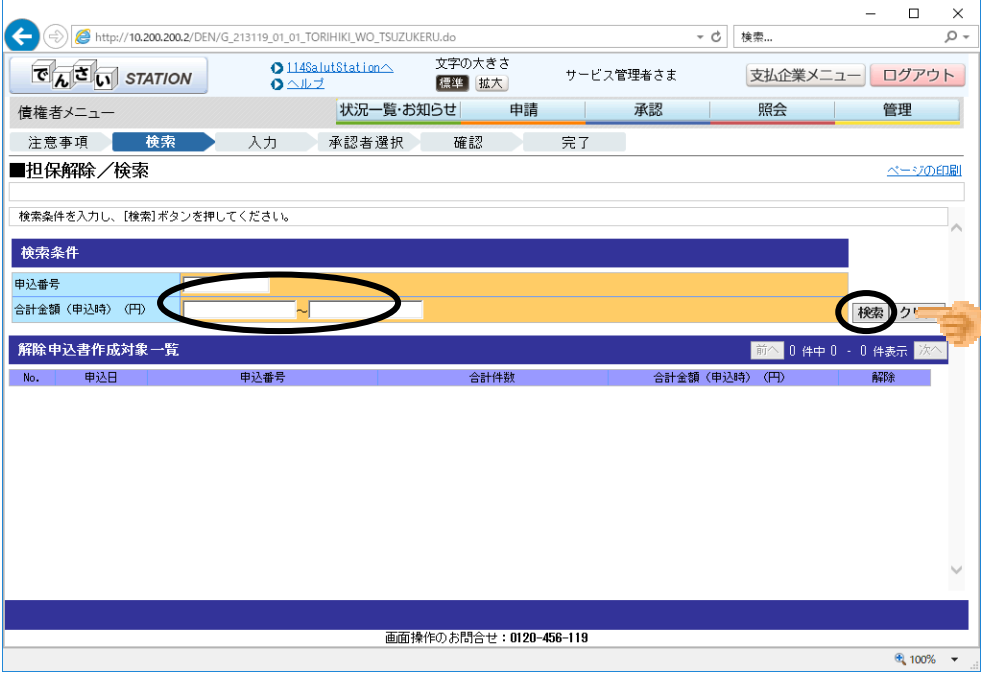 http://10.200.200.2/DEN/G_213119_01_01_TORIHIKI_WO_TSUZUKERU.do
検索...
でんさい STATION
114SalutStationへ
ヘルプ
文字の大きさ
標準 拡大
サービス管理者さま
支払企業メニュー
ログアウト
債権者メニュー
状況一覧・お知らせ 申請 承認 照会 管理
注意事項 検索 入力 承認者選択 確認 完了
■担保解除／検索
ページの印刷
検索条件を入力し、[検索]ボタンを押してください。
検索条件
申込番号
合計金額（申込時）（円） ～
検索
解除申込書作成対象一覧
前へ 0 件中 0 - 0 件表示 次へ
No. 申込日 申込番号 合計件数 合計金額（申込時）（円） 解除
画面操作のお問合せ：0120-456-119
100%